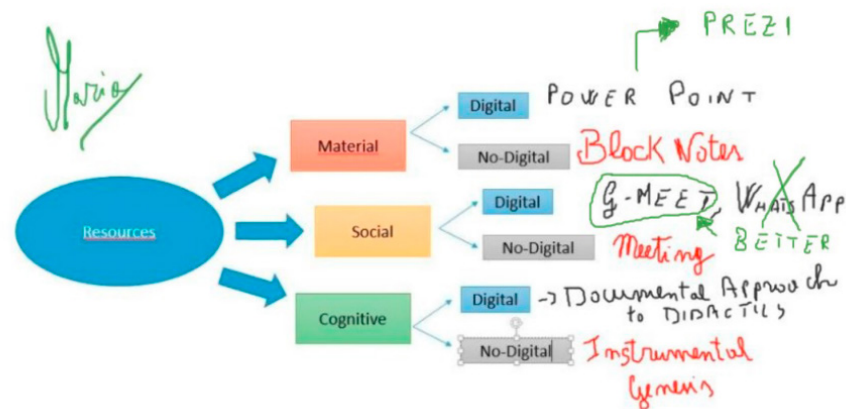 PREZI
Maria
Digital POWER POINT
Material
No-Digital Block Notes
Digital G-MEET, WHATSAPP
Resources Social
No-Digital Meeting BETTER
Digital → Documental Approach
to DIDACTICS
Cognitive
No-Digital Instrumental
Genesis